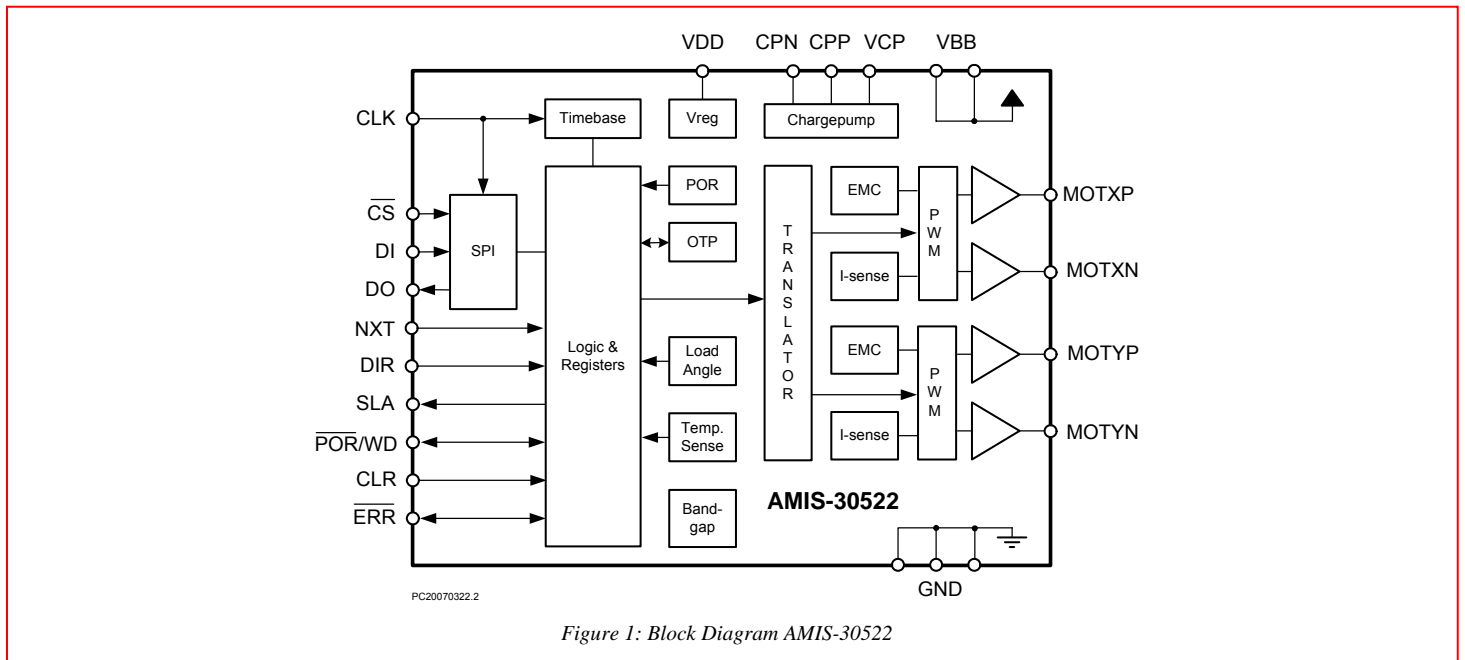 VDD CPN CPP VCP VBB
CLK
Timebase
Vreg
Chargepump
CS
DI
DO
SPI
NXT
DIR
SLA
POR/WD
CLR
ERR
Logic &
Registers
POR
OTP
Load
Angle
Temp.
Sense
Band-
gap
T
R
A
N
S
L
A
T
O
R
EMC
I-sense
P
W
M
MOTXP
MOTXN
EMC
I-sense
P
W
M
MOTYP
MOTYN
AMIS-30522
GND
PC20070322.2
Figure 1: Block Diagram AMIS-30522